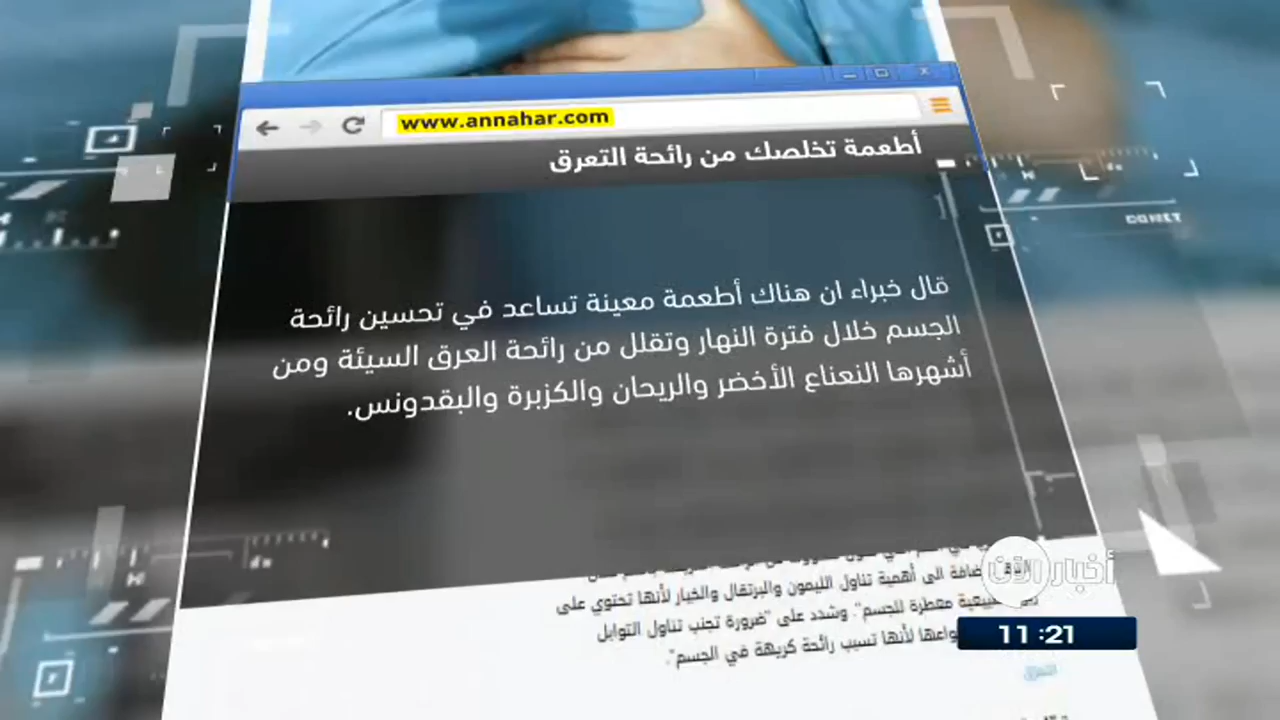 www.annahar.com
أطعمة تخلصك من رائحة التعرق
قال خبراء ان هناك أطعمة معينة تساعد في تحسين رائحة
الجسم خلال فترة النهار وتقلل من رائحة العرق السيئة ومن
أشهرها النعناع الأخضر والريحان والكزبرة والبقدونس.
COMET
الى أهمية تناول الليمون والبرتقال والخيار لأنها تحتوي على
معطرة للجسم". وشدد على "ضرورة تجنب تناول التوابل
لأنها تسبب رائحة كريهة في الجسم".
التعرق
أخبار الآن
11:21